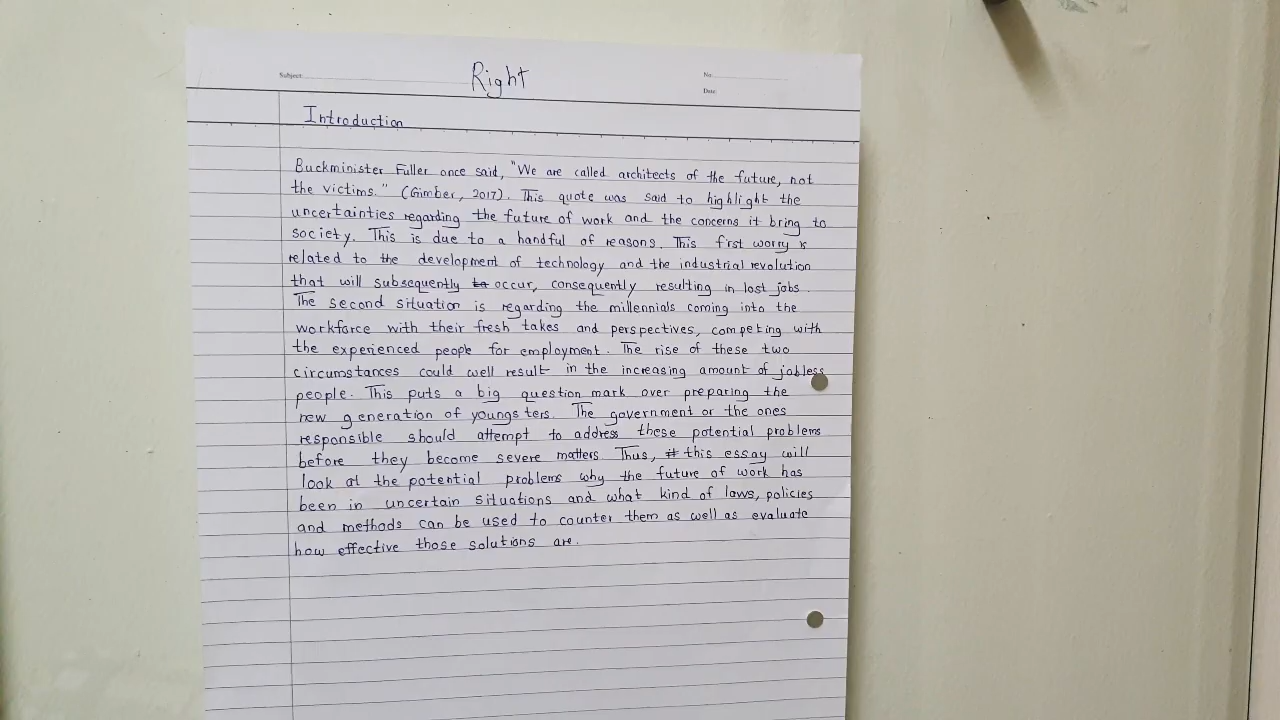 Subject:
Right
No:
Date:
Introduction
Buckminister Fuller once said, "We are called architects of the future, not
the victims." (Gimber, 2017). This quote was said to highlight the
uncertainties regarding the future of work and the concerns it bring to
society. This is due to a handful of reasons. This first worry is
related to the development of technology and the industrial revolution
that will subsequently to occur, consequently resulting in lost jobs.
The second situation is regarding the millennials coming into the
workforce with their fresh takes and perspectives, competing with
the experienced people for employment. The rise of these two
circumstances could well result in the increasing amount of jobless
people. This puts a big question mark over preparing the
new generation of youngsters. The government or the ones
responsible should attempt to address these potential problems
before they become severe matters. Thus, this essay will
look at the potential problems why the future of work has
been in uncertain situations and what kind of laws, policies
and methods can be used to counter them as well as evaluate
how effective those solutions are.